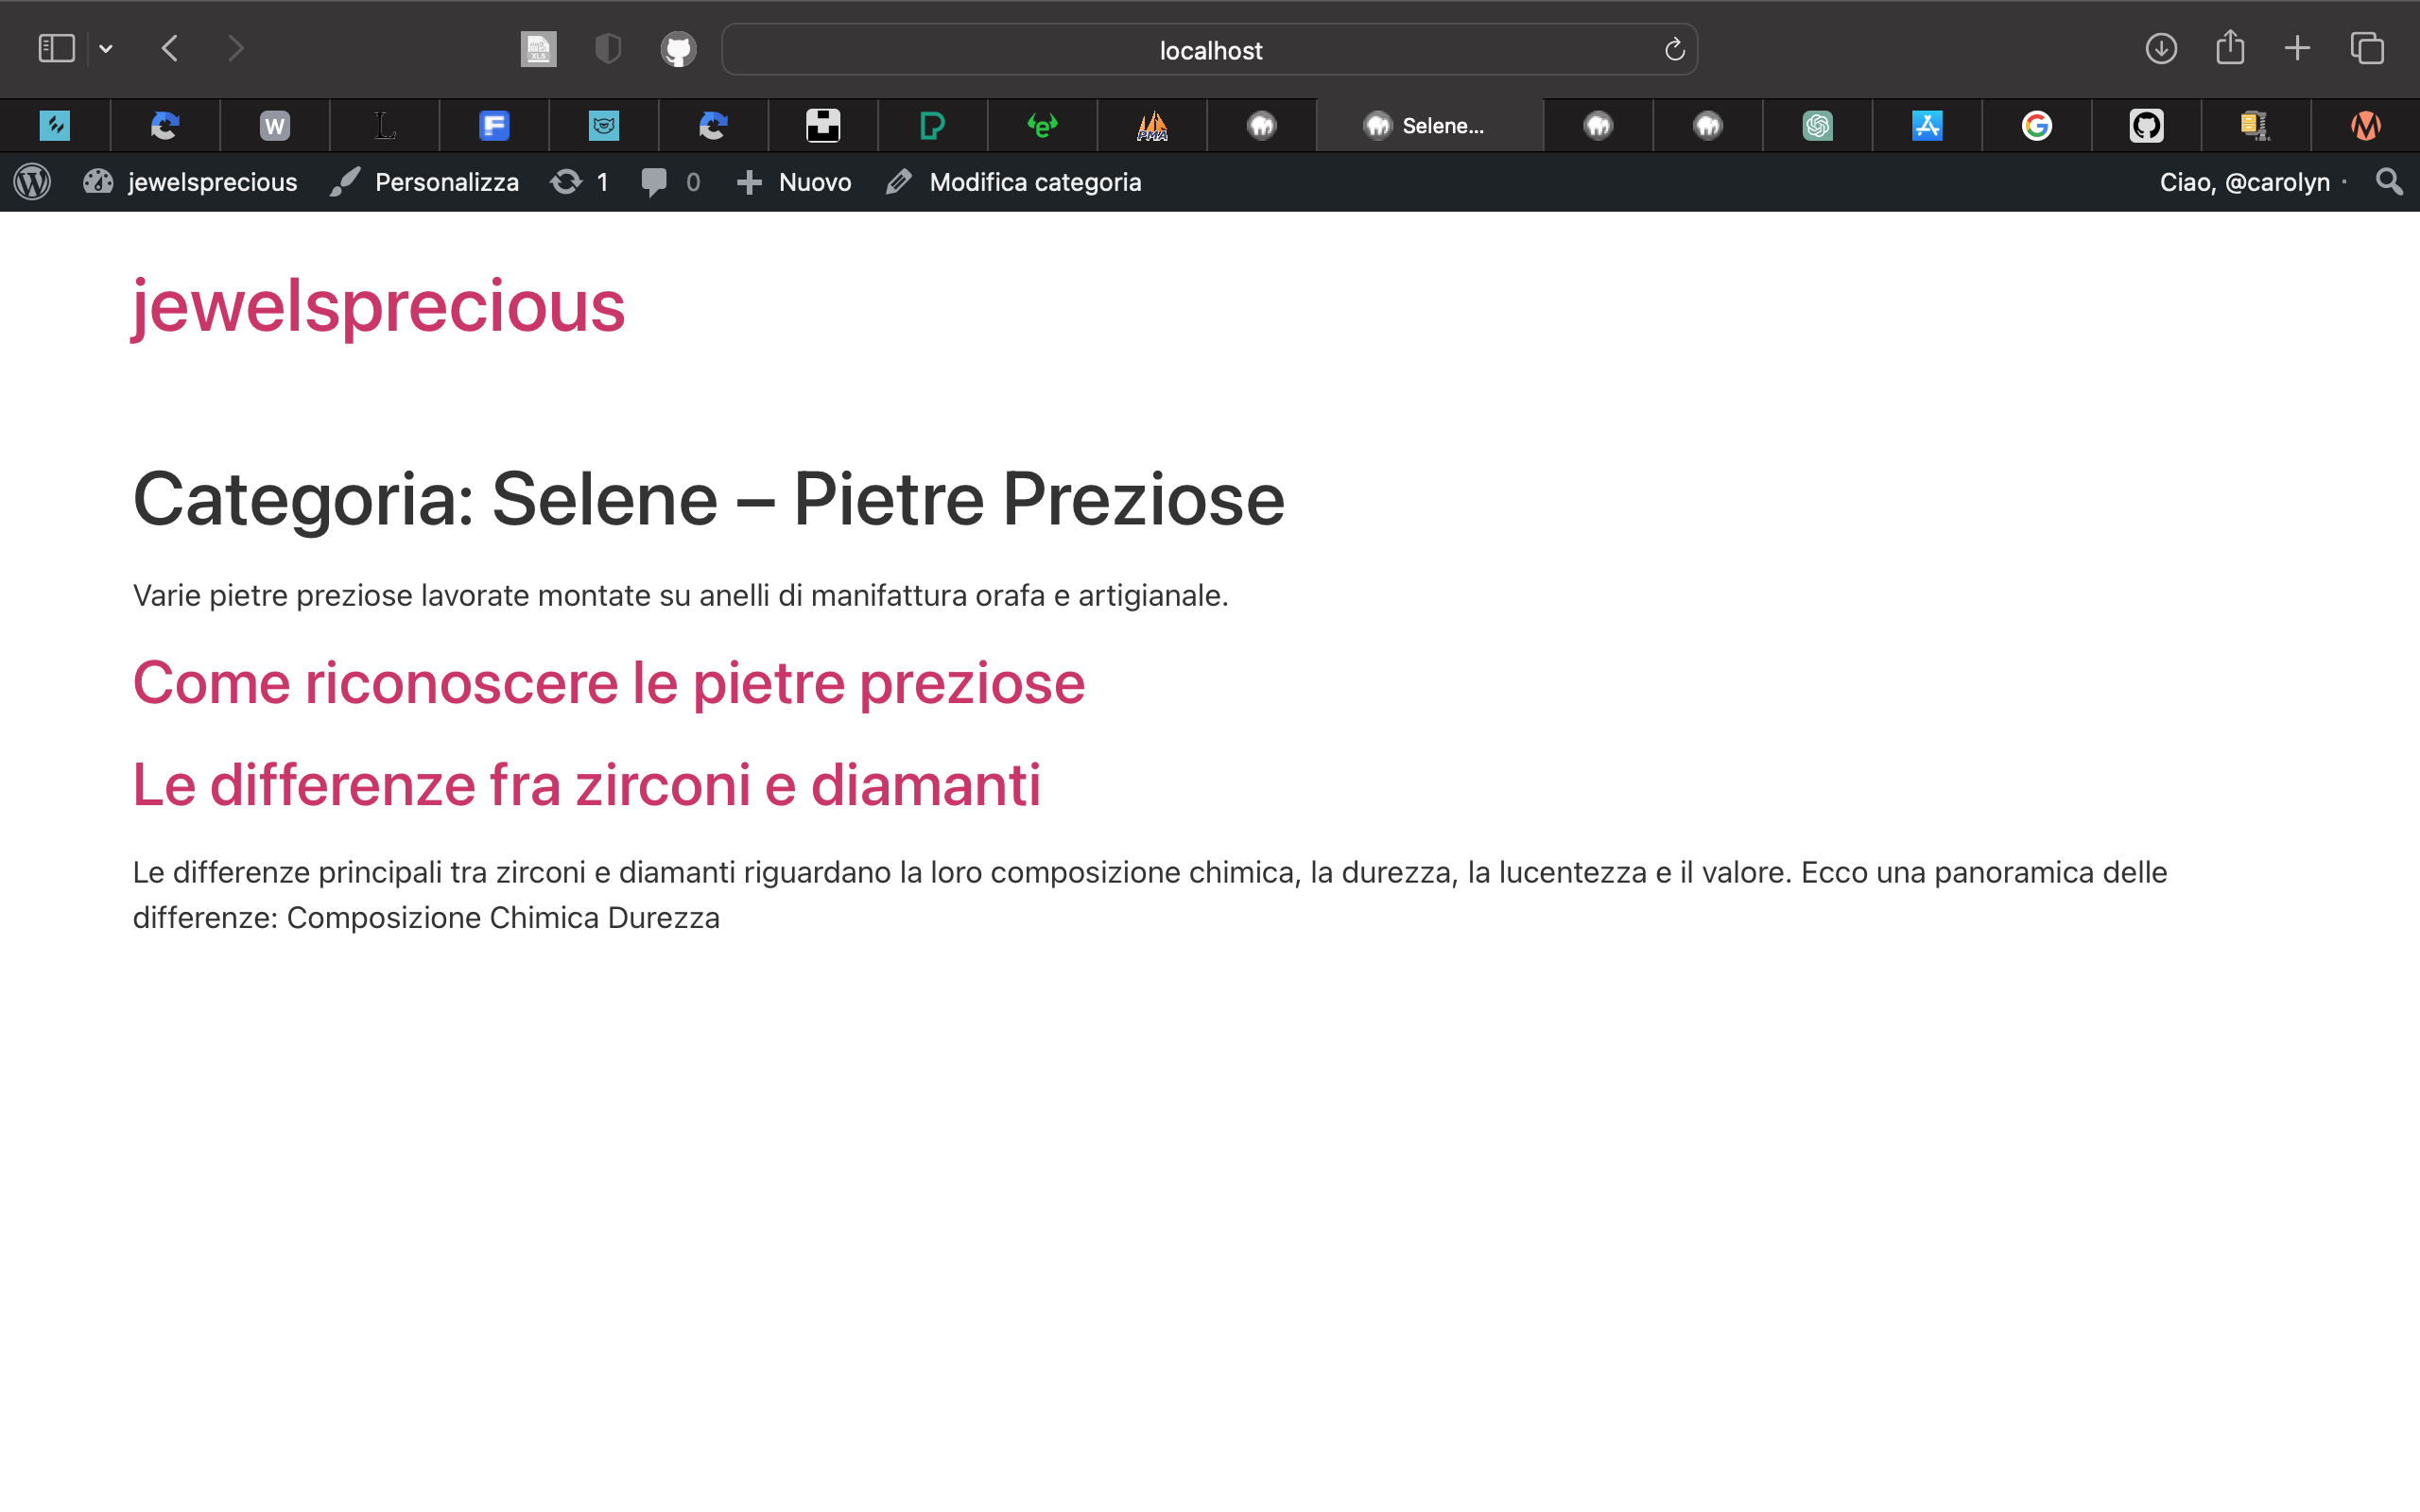 localhost
W
L
F
P
e
PMA
Selene...
G
jewelsprecious
Personalizza
1
0
Nuovo
Modifica categoria
Ciao, @carolyn
jewelsprecious
Categoria: Selene – Pietre Preziose
Varie pietre preziose lavorate montate su anelli di manifattura orafa e artigianale.
Come riconoscere le pietre preziose
Le differenze fra zirconi e diamanti
Le differenze principali tra zirconi e diamanti riguardano la loro composizione chimica, la durezza, la lucentezza e il valore. Ecco una panoramica delle
differenze: Composizione Chimica Durezza